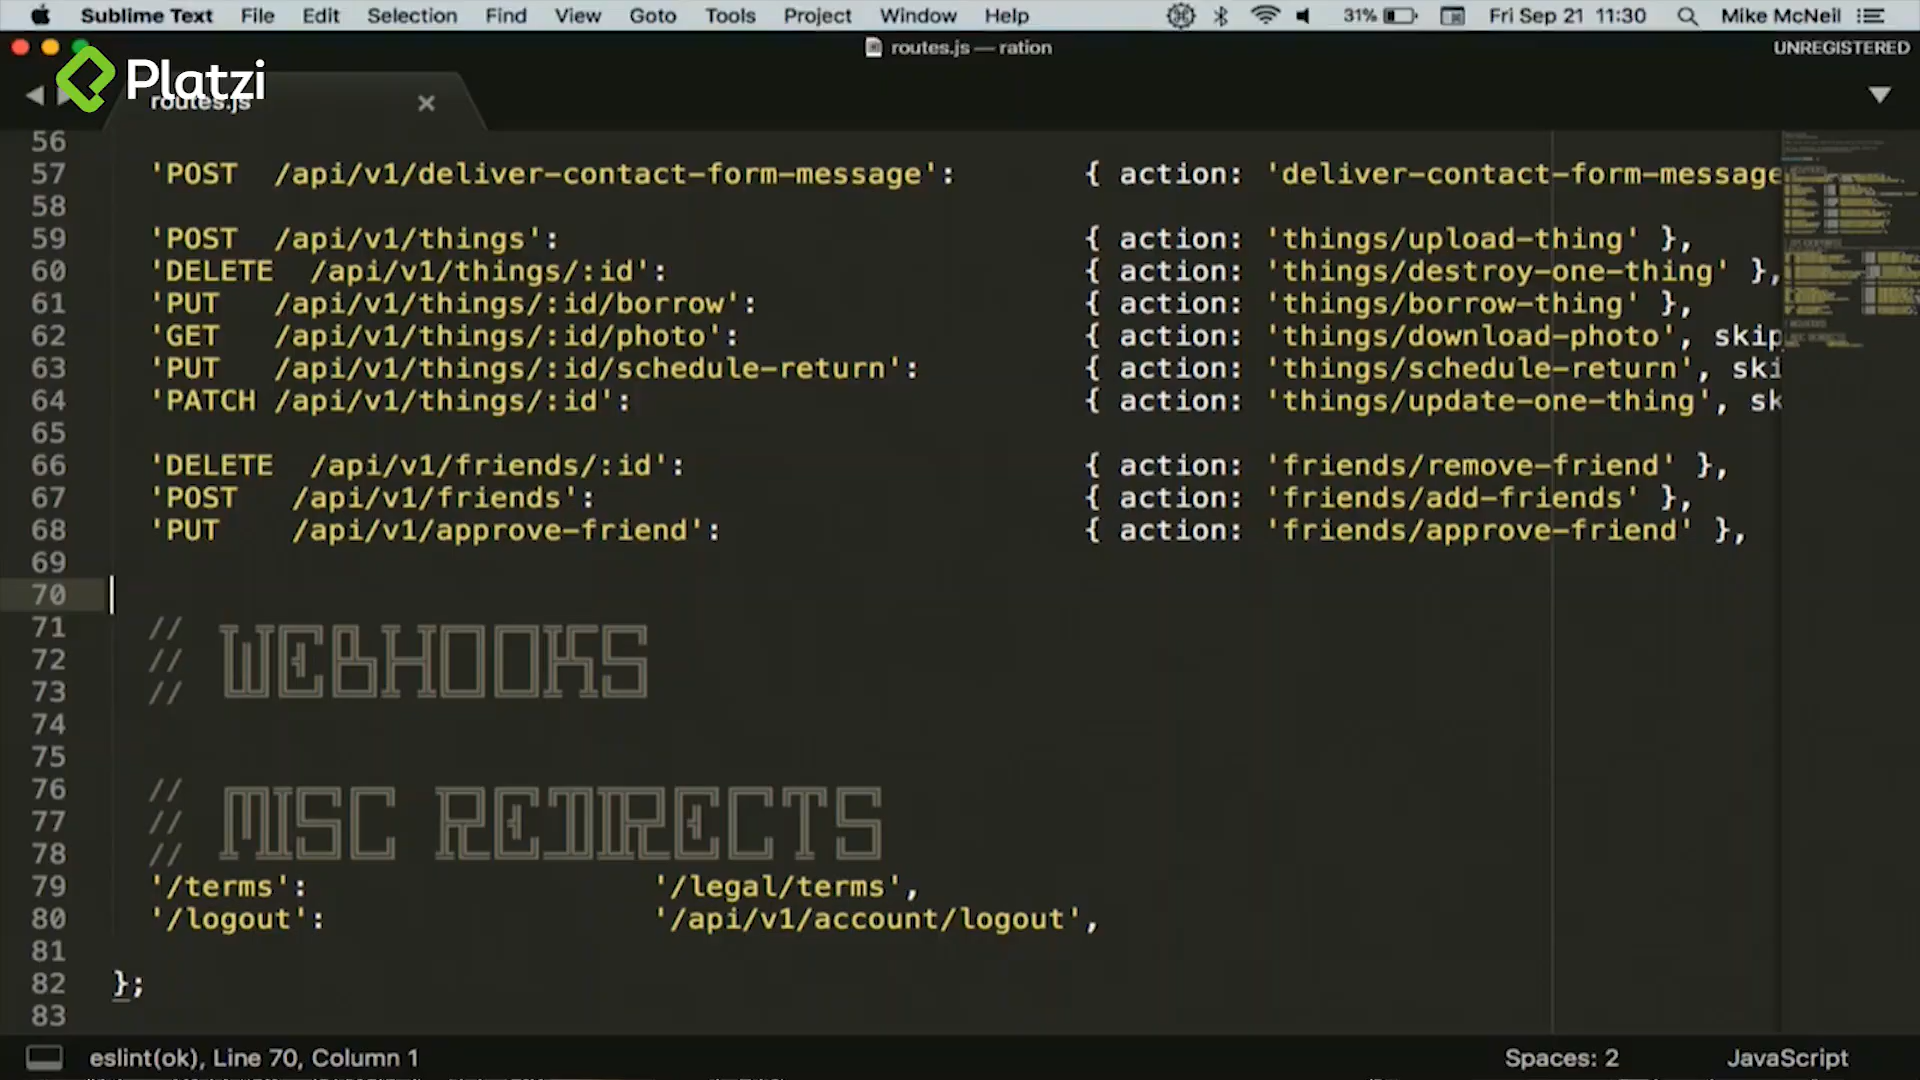 Sublime Text File Edit Selection Find View Goto Tools Project Window Help 31% Fri Sep 21 11:30 Mike McNeil
routes.js — ration UNREGISTERED
Platzi
routes.js
56
57 'POST /api/v1/deliver-contact-form-message': { action: 'deliver-contact-form-message
58
59 'POST /api/v1/things': { action: 'things/upload-thing' },
60 'DELETE /api/v1/things/:id': { action: 'things/destroy-one-thing' },
61 'PUT /api/v1/things/:id/borrow': { action: 'things/borrow-thing' },
62 'GET /api/v1/things/:id/photo': { action: 'things/download-photo', skip
63 'PUT /api/v1/things/:id/schedule-return': { action: 'things/schedule-return', ski
64 'PATCH /api/v1/things/:id': { action: 'things/update-one-thing', sk
65
66 'DELETE /api/v1/friends/:id': { action: 'friends/remove-friend' },
67 'POST /api/v1/friends': { action: 'friends/add-friends' },
68 'PUT /api/v1/approve-friend': { action: 'friends/approve-friend' },
69
70
71 //
72 // WEBHOOKS
73 //
74
75
76 //
77 // MISC REDIRECTS
78 //
79 '/terms': '/legal/terms',
80 '/logout': '/api/v1/account/logout',
81
82 };
83
eslint(ok), Line 70, Column 1 Spaces: 2 JavaScript